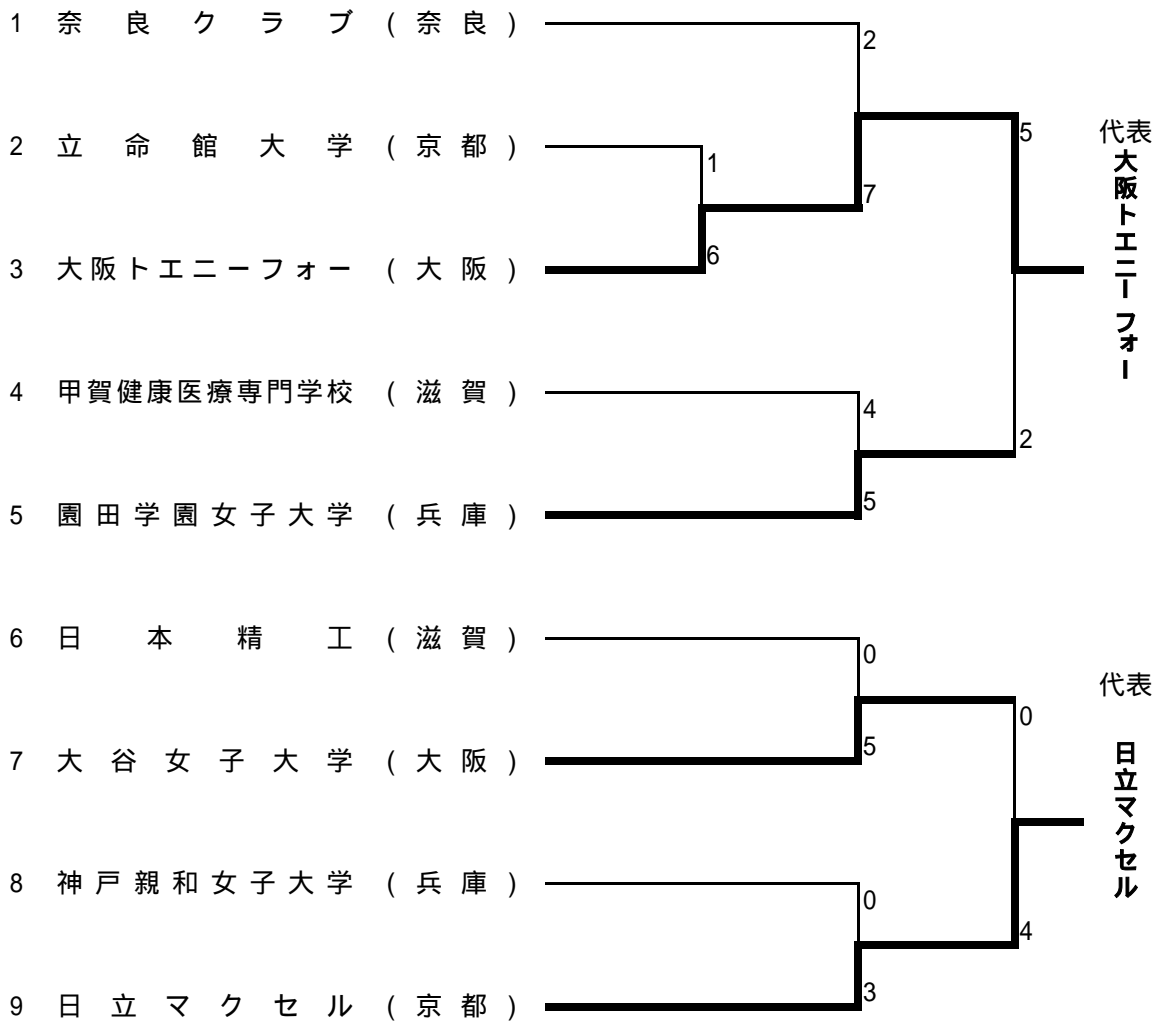 1 奈良クラブ (奈良)
2
2 立命館大学 (京都)
1
5
代表
大阪トエニーフォー
7
3 大阪トエニーフォー (大阪)
6
4 甲賀健康医療専門学校 (滋賀)
4
2
5 園田学園女子大学 (兵庫)
5
6 日本精工 (滋賀)
0
代表
日立マクセル
0
7 大谷女子大学 (大阪)
5
8 神戸親和女子大学 (兵庫)
0
4
9 日立マクセル (京都)
3